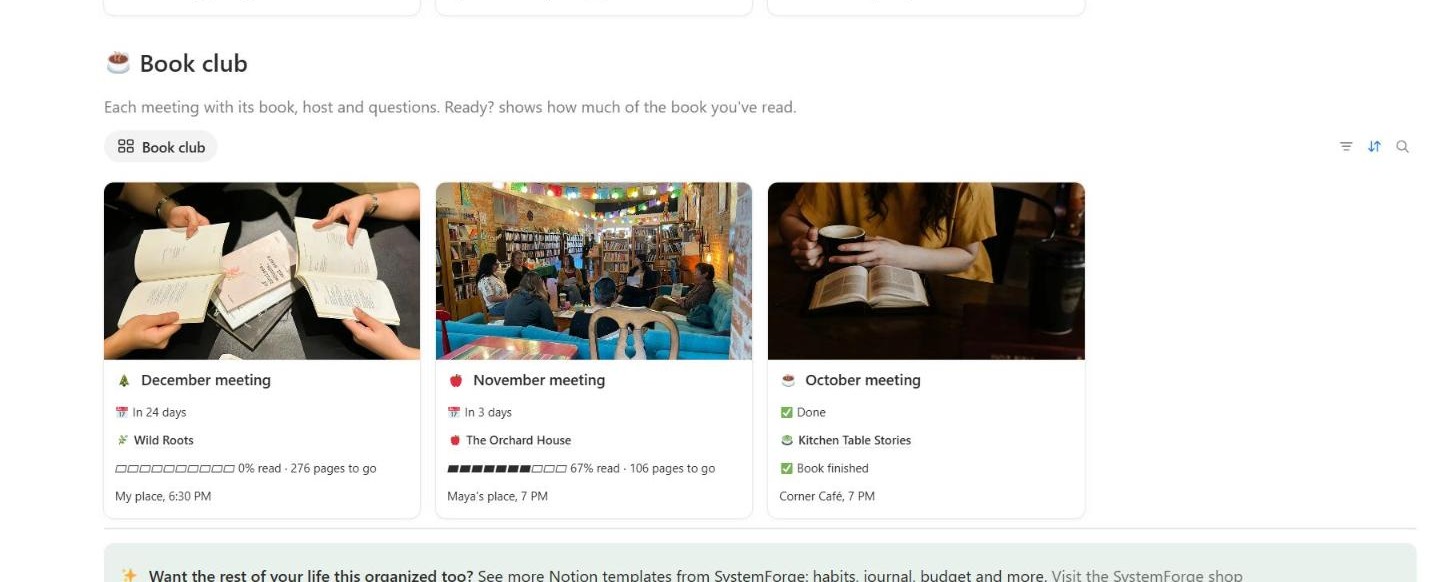 Book club
Each meeting with its book, host and questions. Ready? shows how much of the book you've read.
Book club
December meeting
In 24 days
Wild Roots
0% read · 276 pages to go
My place, 6:30 PM
November meeting
In 3 days
The Orchard House
67% read · 106 pages to go
Maya's place, 7 PM
October meeting
Done
Kitchen Table Stories
Book finished
Corner Café, 7 PM
Want the rest of your life this organized too? See more Notion templates from SystemForge: habits, journal, budget and more. Visit the SystemForge shop